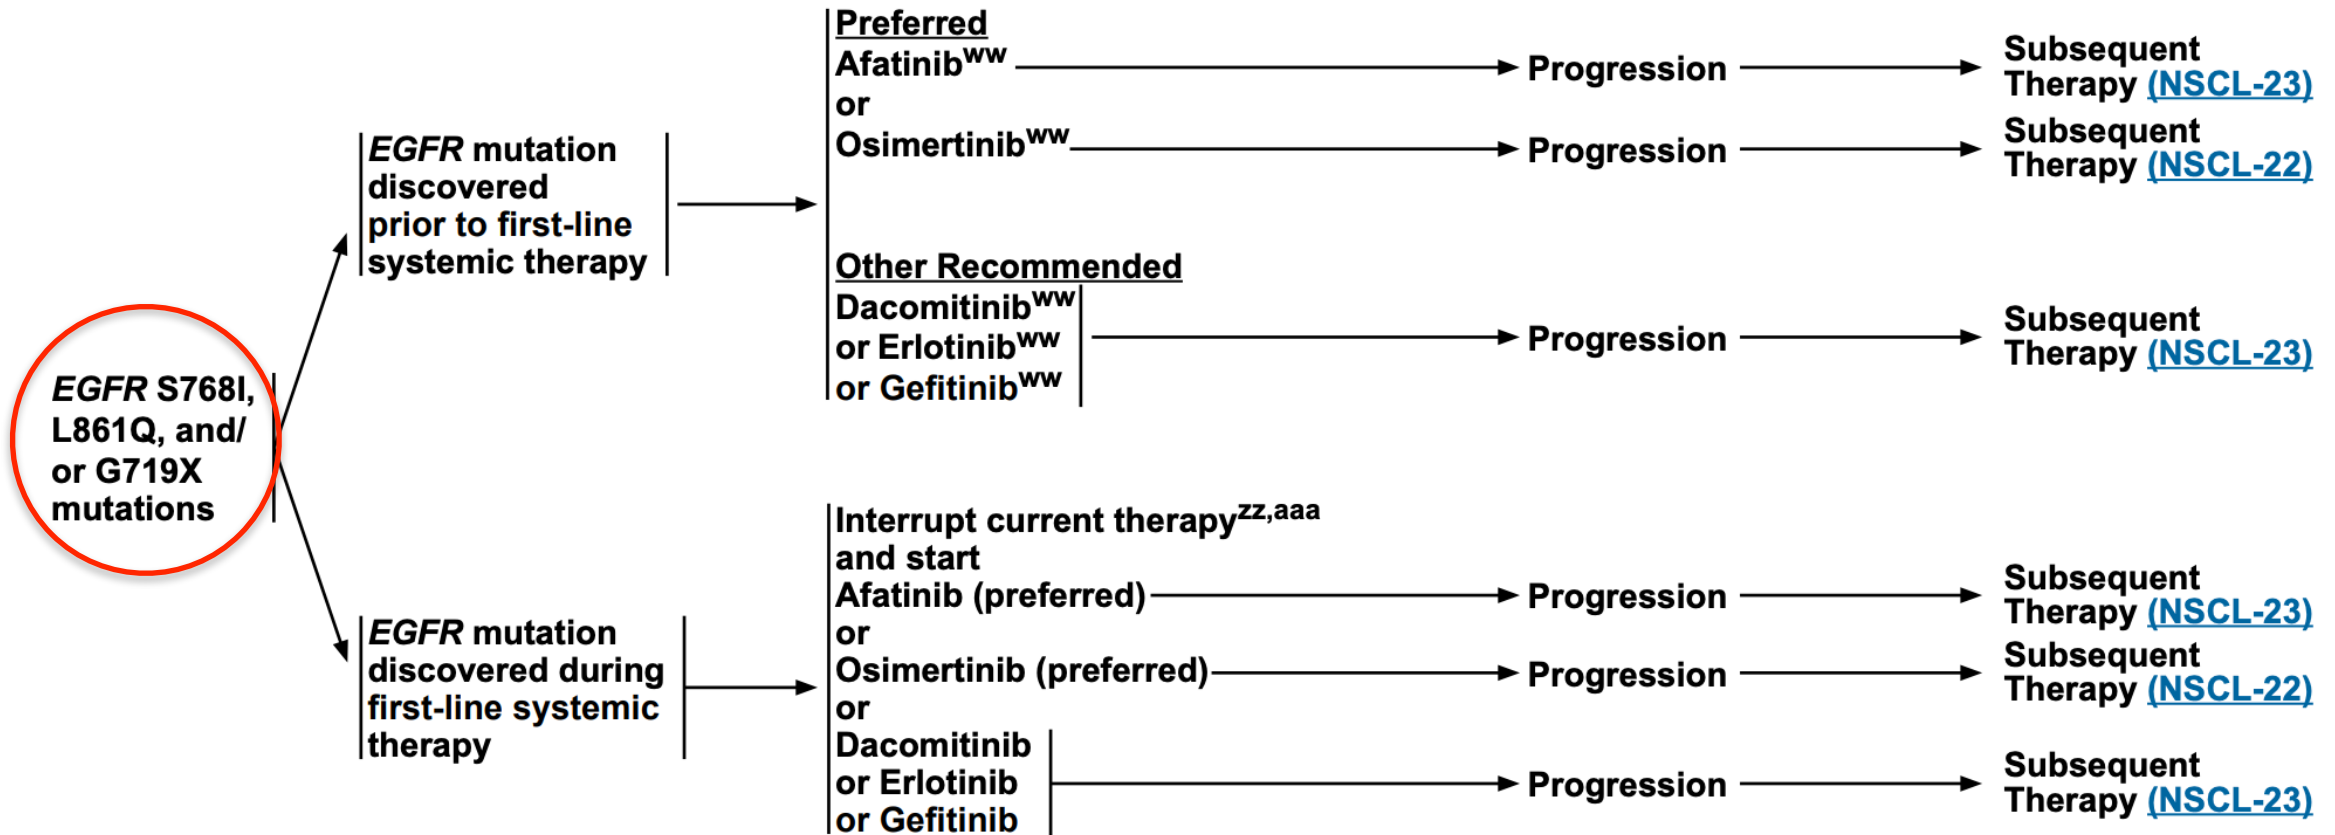 EGFR S768I,
L861Q, and/
or G719X
mutations
EGFR mutation
discovered
prior to first-line
systemic therapy
Preferred
Afatinibww
or
Osimertinibww
Progression
Subsequent
Therapy (NSCL-23)
Progression
Subsequent
Therapy (NSCL-22)
Other Recommended
Dacomitinibww
or Erlotinibww
or Gefitinibww
Progression
Subsequent
Therapy (NSCL-23)
EGFR mutation
discovered during
first-line systemic
therapy
Interrupt current therapyzz,aaa
and start
Afatinib (preferred)
or
Osimertinib (preferred)
or
Dacomitinib
or Erlotinib
or Gefitinib
Progression
Subsequent
Therapy (NSCL-23)
Progression
Subsequent
Therapy (NSCL-22)
Progression
Subsequent
Therapy (NSCL-23)